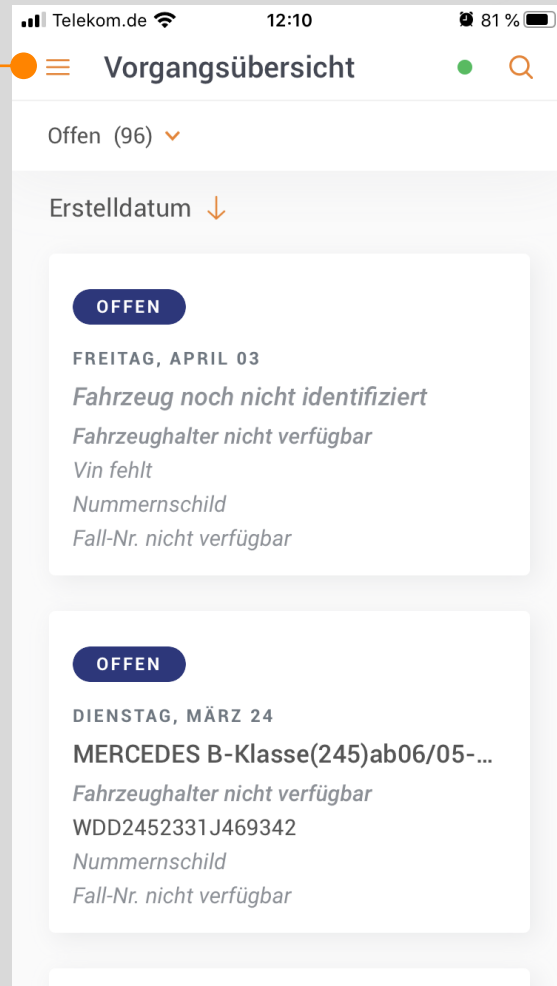 Telekom.de 12:10 81 %
Vorgangsübersicht
Offen (96)
Erstelldatum
OFFEN
FREITAG, APRIL 03
Fahrzeug noch nicht identifiziert
Fahrzeughalter nicht verfügbar
Vin fehlt
Nummernschild
Fall-Nr. nicht verfügbar
OFFEN
DIENSTAG, MÄRZ 24
MERCEDES B-Klasse(245)ab06/05-...
Fahrzeughalter nicht verfügbar
WDD2452331J469342
Nummernschild
Fall-Nr. nicht verfügbar